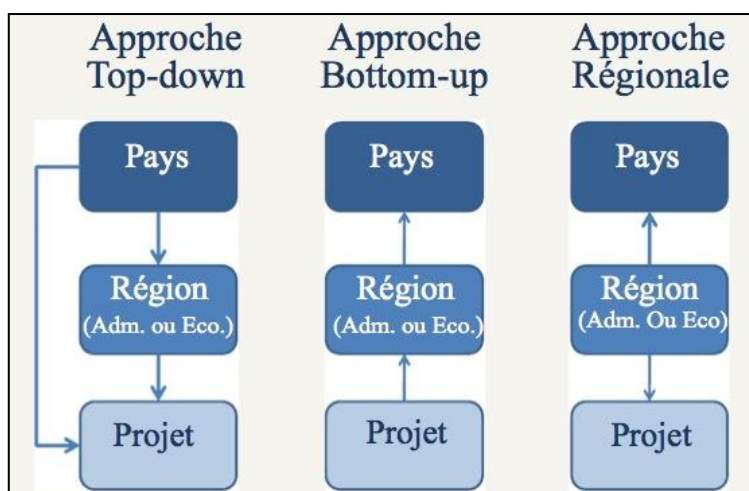 Approche
Top-down
Pays
Région
(Adm. ou Eco.)
Projet
Approche
Bottom-up
Pays
Région
(Adm. ou Eco.)
Projet
Approche
Régionale
Pays
Région
(Adm. Ou Eco)
Projet